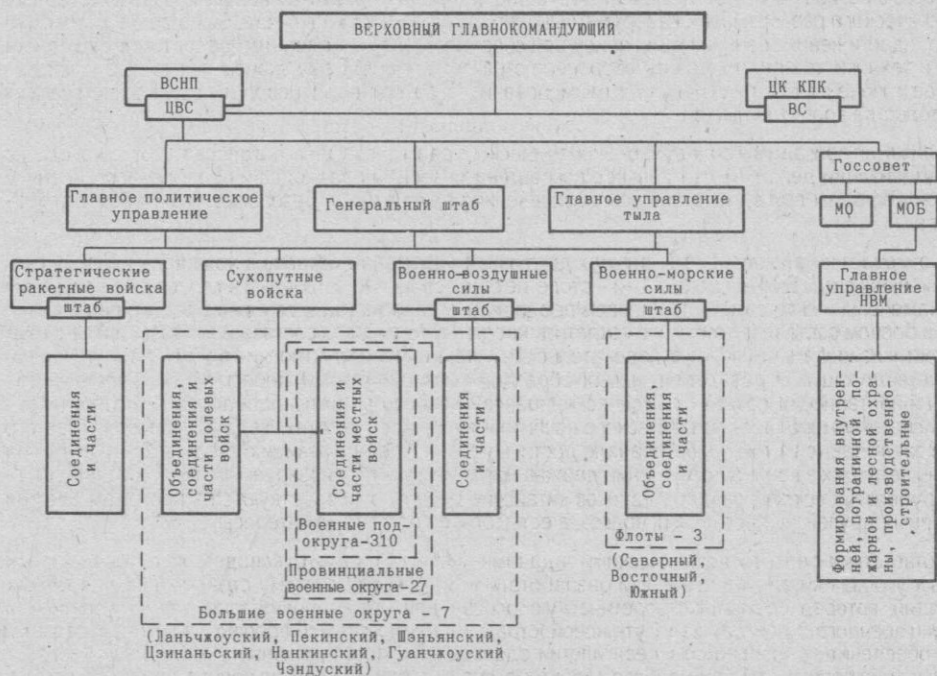 ВЕРХОВНЫЙ ГЛАВНОКОМАНДУЮЩИЙ
ВСНП
ЦВС
ЦК КПК
ВС
Главное политическое
управление
Генеральный штаб
Главное управление
тыла
Госсовет
МО
МОБ
Стратегические
ракетные войска
штаб
Сухопутные
войска
Военно-воздушные
силы
штаб
Военно-морские
силы
штаб
Главное
управление
НВМ
Соединения
и части
Объединения,
соединения и
части полевых
войск
Соединения и
части местных
войск
Соединения
и части
Объединения
соединения
и части
Формирования внутрен-
ней, пограничной, по-
жарной и лесной охра-
ны, производственно-
строительные
Военные под-
округа-310
Провинциальные
военные округа-27
Большие военные округа - 7
(Ланьчжоуский, Пекинский, Шэньянский,
Цзинаньский, Нанкинский, Гуанчжоуский
Чэндуский)
Флоты - 3
(Северный,
Восточный,
Южный)